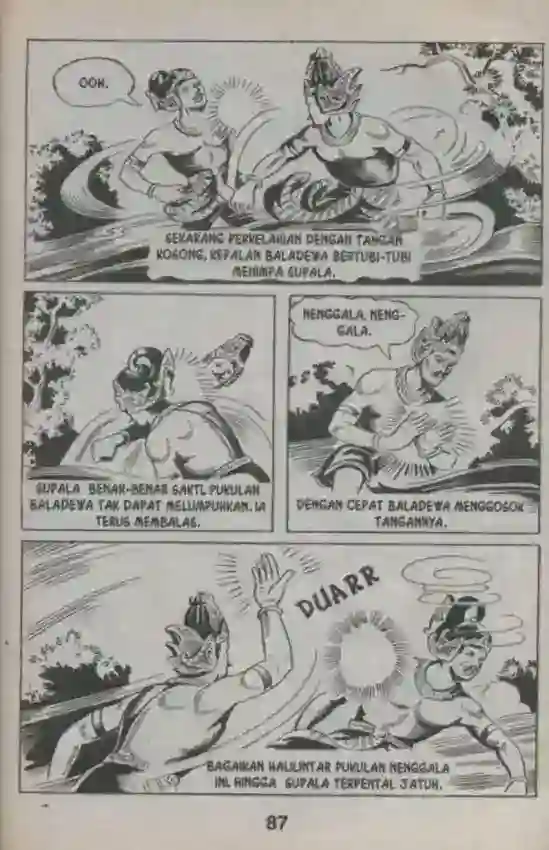 OOH.
SEKARANG PERKELAHIAN DENGAN TANGAN
KOSONG, KEPALAN BALADEWA BERTUBI-TUBI
MENIMPA SUPALA.
SUPALA BENAR-BENAR SAKTI. PUKULAN
BALADEWA TAK DAPAT MELUMPUHKAN. IA
TERUS MEMBALAS.
NENGGALA, NENG-
GALA.
DENGAN CEPAT BALADEWA MENGGOSOK
TANGANNYA.
DUARR
BAGAIKAN HALILINTAR PUKULAN NENGGALA
INI. HINGGA SUPALA TERPENTAL JATUH.
87